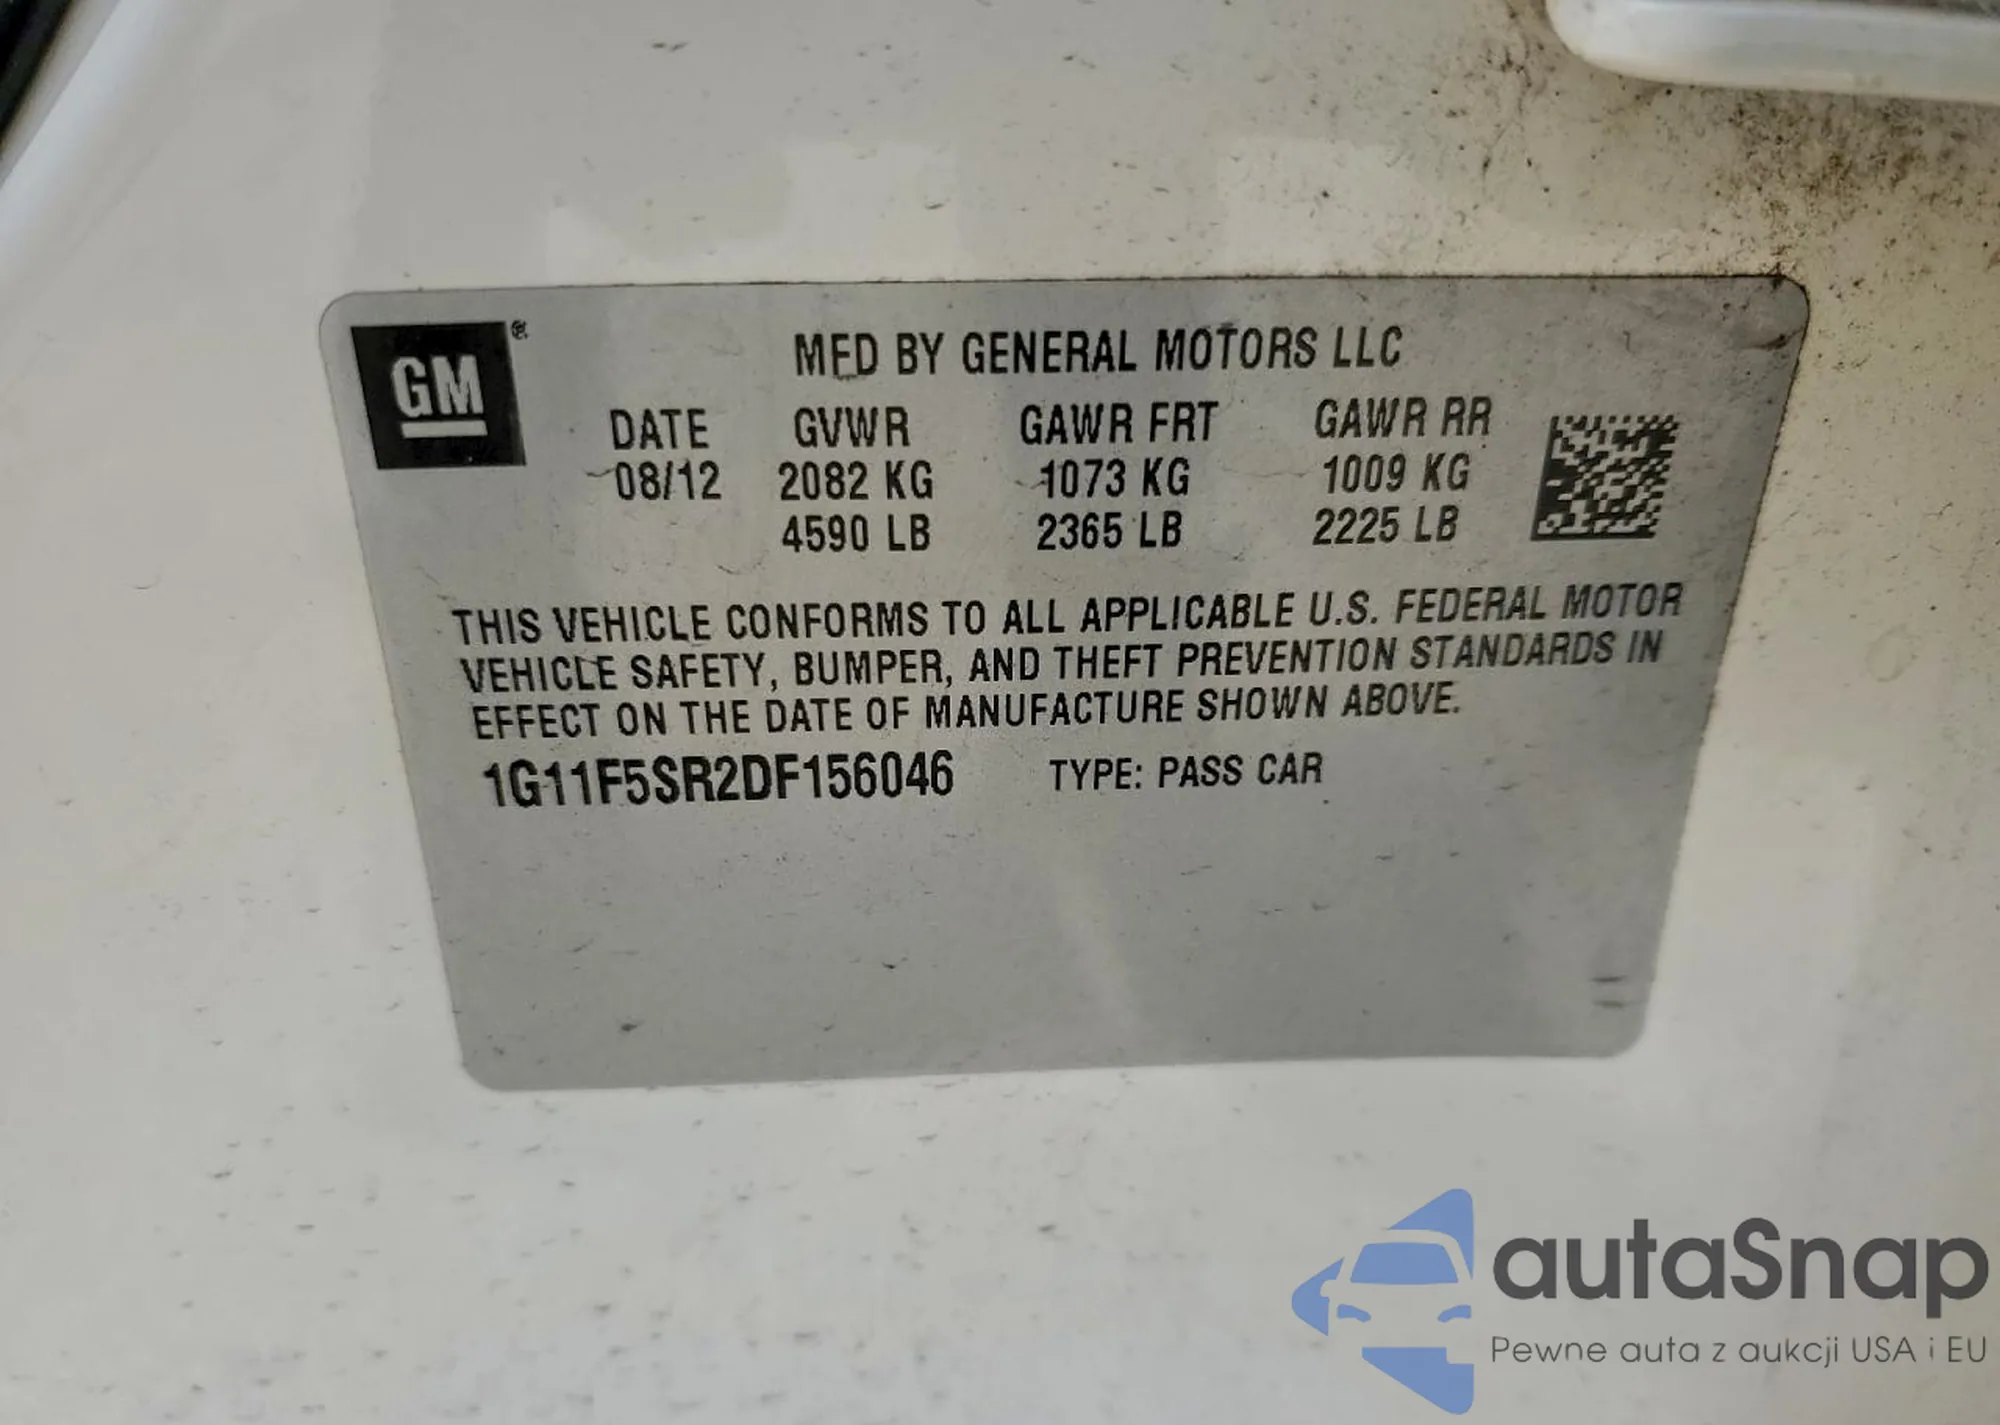 GM ®
MFD BY GENERAL MOTORS LLC
DATE GVWR GAWR FRT GAWR RR
08/12 2082 KG 1073 KG 1009 KG
4590 LB 2365 LB 2225 LB
THIS VEHICLE CONFORMS TO ALL APPLICABLE U.S. FEDERAL MOTOR
VEHICLE SAFETY, BUMPER, AND THEFT PREVENTION STANDARDS IN
EFFECT ON THE DATE OF MANUFACTURE SHOWN ABOVE.
1G11F5SR2DF156046 TYPE: PASS CAR
autaSnap
Pewne auta z aukcji USA i EU